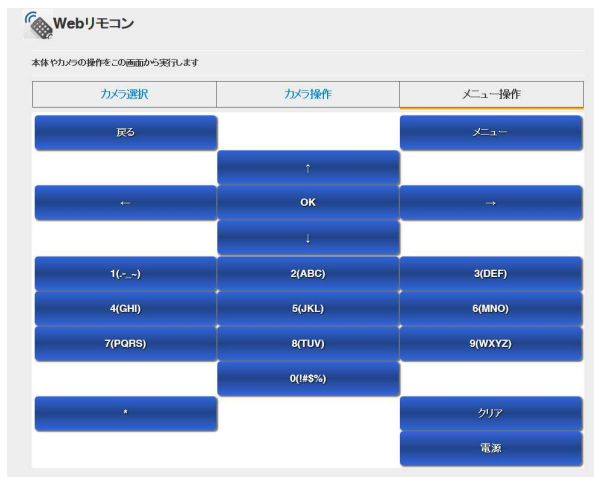 Webリモコン
本体やカメラの操作をこの画面から実行します
カメラ選択 カメラ操作 メニュー操作
戻る メニュー
↑
← OK →
↓
1(.-_~) 2(ABC) 3(DEF)
4(GHI) 5(JKL) 6(MNO)
7(PQRS) 8(TUV) 9(WXYZ)
0(!#$%)
* クリア
電源